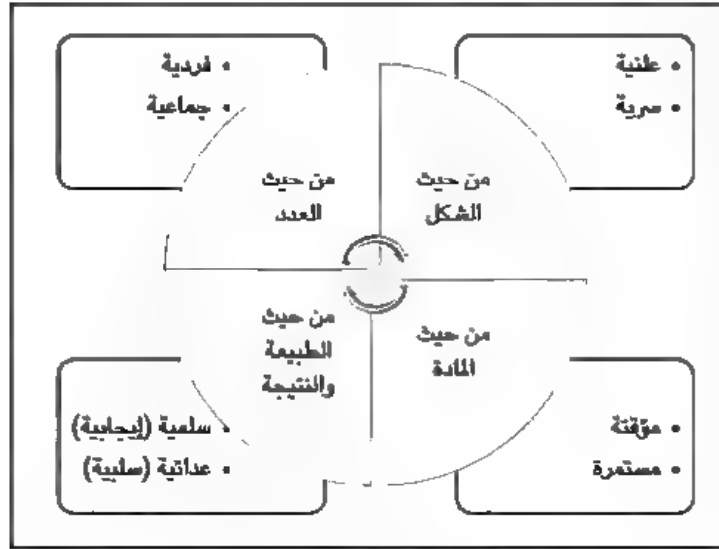 علنية
سرية
من حيث
الشكل
فردية
جماعية
من حيث
العدد
من حيث
المادة
مؤقتة
مستمرة
من حيث
الطبيعة
والنتيجة
سلمية (إيجابية)
عدائية (سلبية)